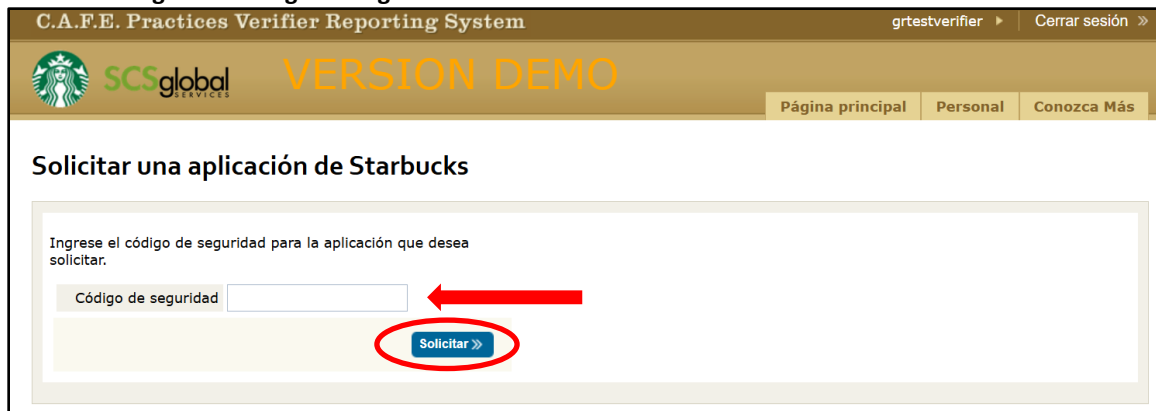 C.A.F.E. Practices Verifier Reporting System
grtestverifier
Cerrar sesión »
SCSglobal
SERVICES
VERSION DEMO
Página principal
Personal
Conozca Más
Solicitar una aplicación de Starbucks
Ingrese el código de seguridad para la aplicación que desea
solicitar.
Código de seguridad
Solicitar »